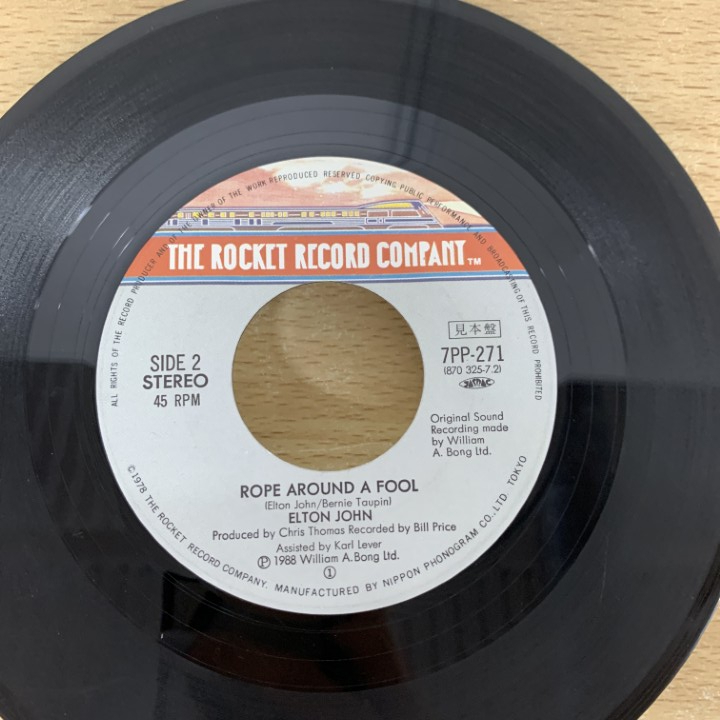 ALL RIGHTS OF THE RECORD PRODUCER AND OF THE OWNER OF THE WORK REPRODUCED RESERVED COPYING PUBLIC PERFORMANCE AND BROADCASTING OF THIS RECORD PROHIBITED
THE ROCKET RECORD COMPANY TM
SIDE 2
STEREO
45 RPM
見本盤
7PP-271
(870 325-7.2)
Original Sound
Recording made
by William
A. Bong Ltd.
ROPE AROUND A FOOL
(Elton John/Bernie Taupin)
ELTON JOHN
Produced by Chris Thomas Recorded by Bill Price
Assisted by Karl Lever
Ⓟ 1988 William A. Bong Ltd.
①
©1978 THE ROCKET RECORD COMPANY. MANUFACTURED BY NIPPON PHONOGRAM CO., LTD. TOKYO